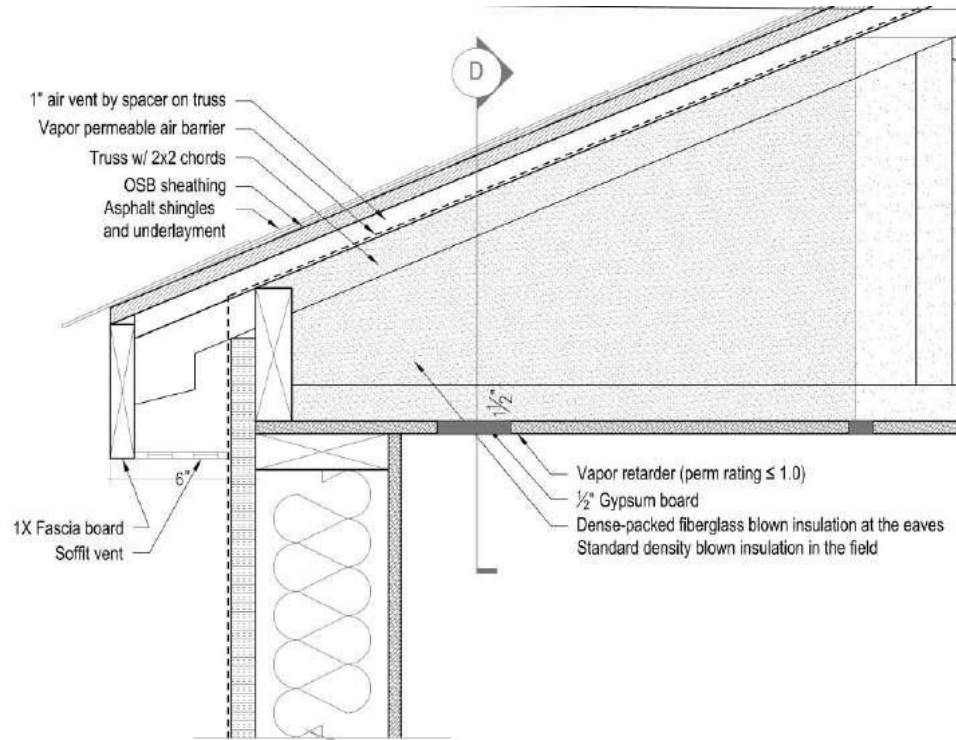 D
1" air vent by spacer on truss
Vapor permeable air barrier
Truss w/ 2x2 chords
OSB sheathing
Asphalt shingles
and underlayment
1½"
6"
Vapor retarder (perm rating ≤ 1.0)
½" Gypsum board
Dense-packed fiberglass blown insulation at the eaves
Standard density blown insulation in the field
1X Fascia board
Soffit vent